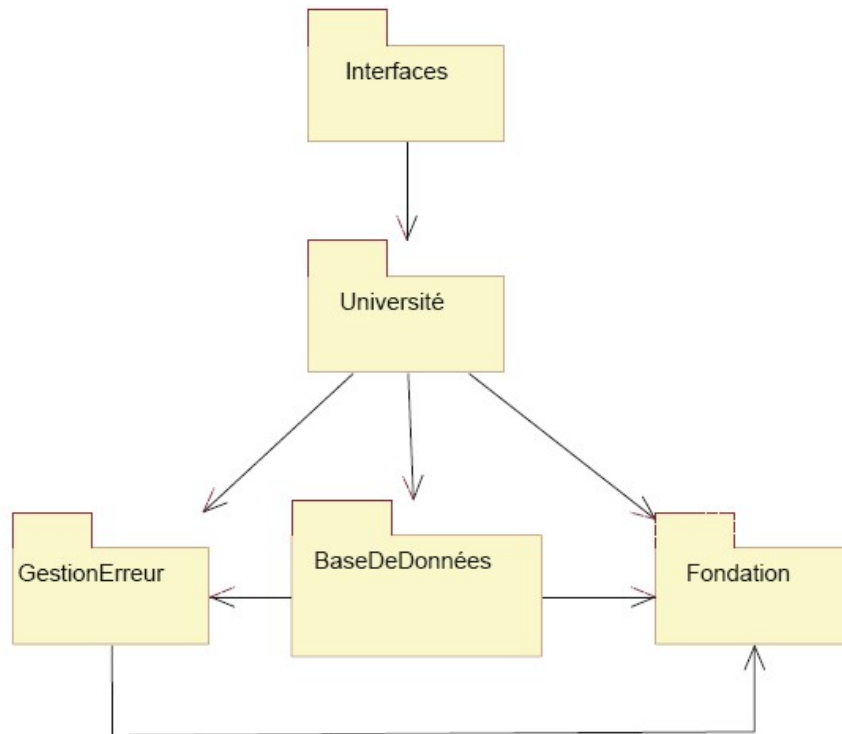 Interfaces
Université
GestionErreur
BaseDeDonnées
Fondation